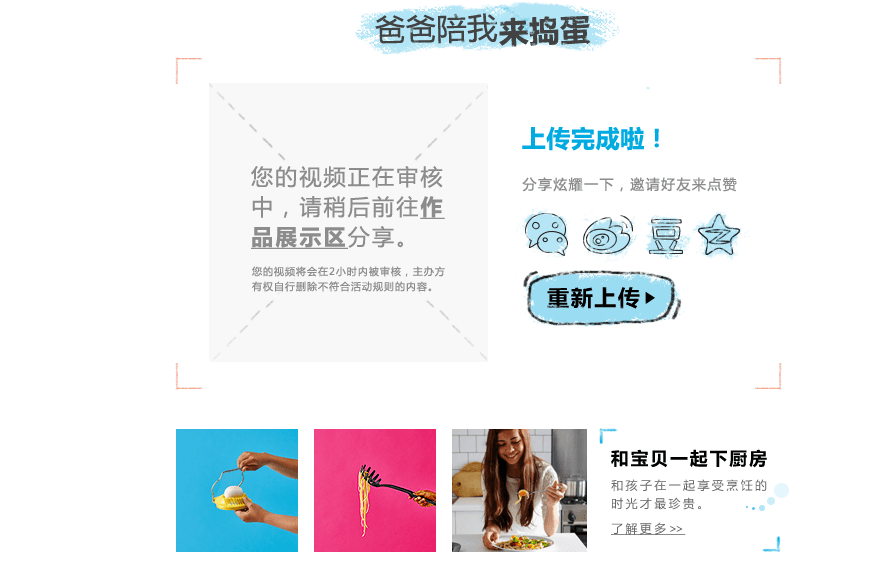 爸爸陪我来捣蛋
您的视频正在审核
中，请稍后前往作
品展示区分享。
您的视频将会在2小时内被审核，主办方
有权自行删除不符合活动规则的内容。
上传完成啦！
分享炫耀一下，邀请好友来点赞
豆
重新上传
和宝贝一起下厨房
和孩子在一起享受烹饪的
时光才最珍贵。
了解更多>>